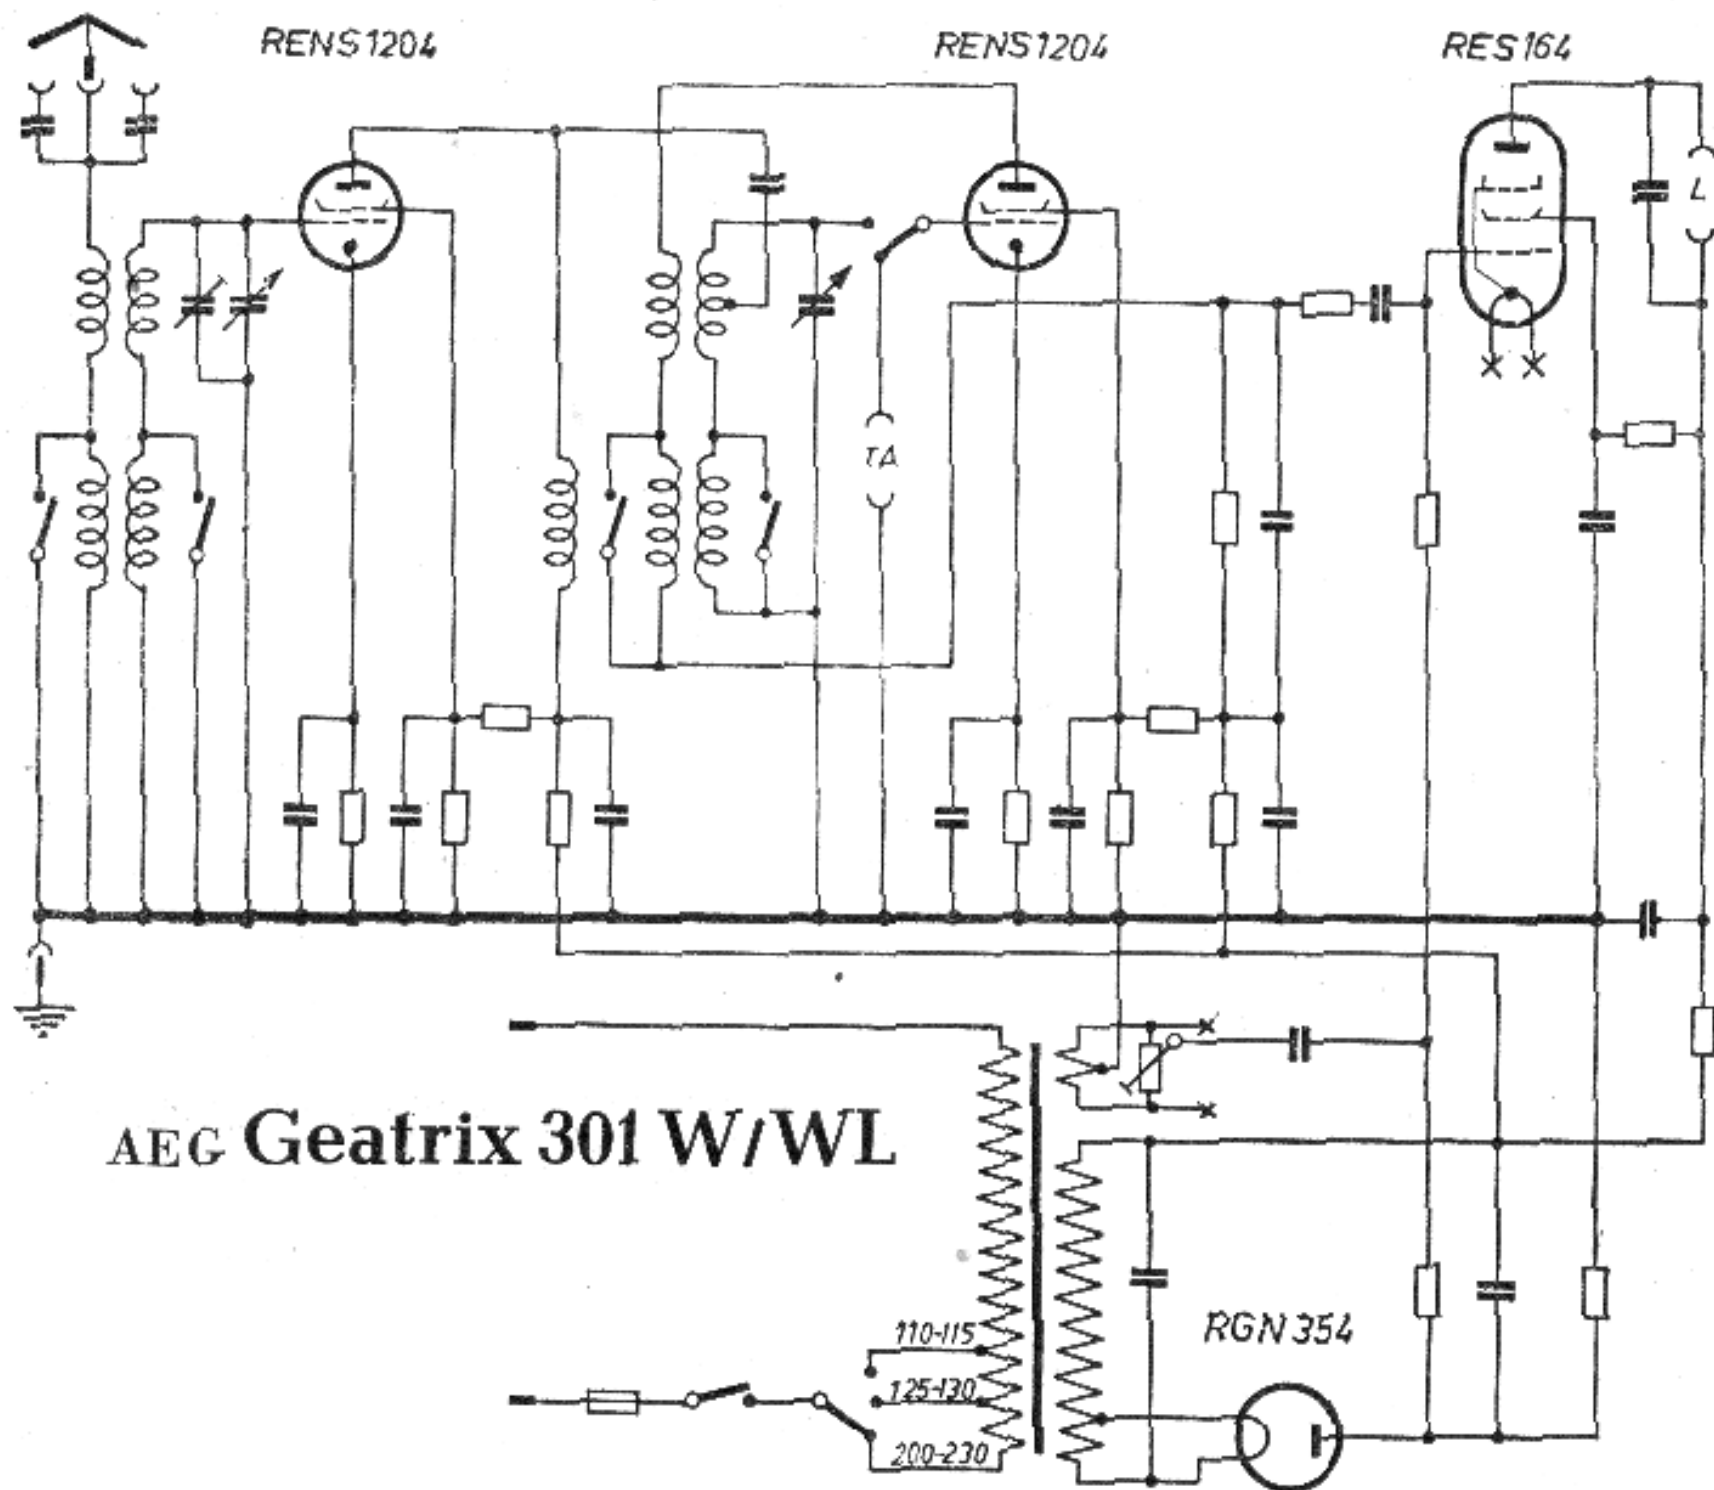 RENS1204
RENS1204
RES164
L
TA
AEG Geatrix 301 W/WL
110-115
125-130
200-230
RGN354